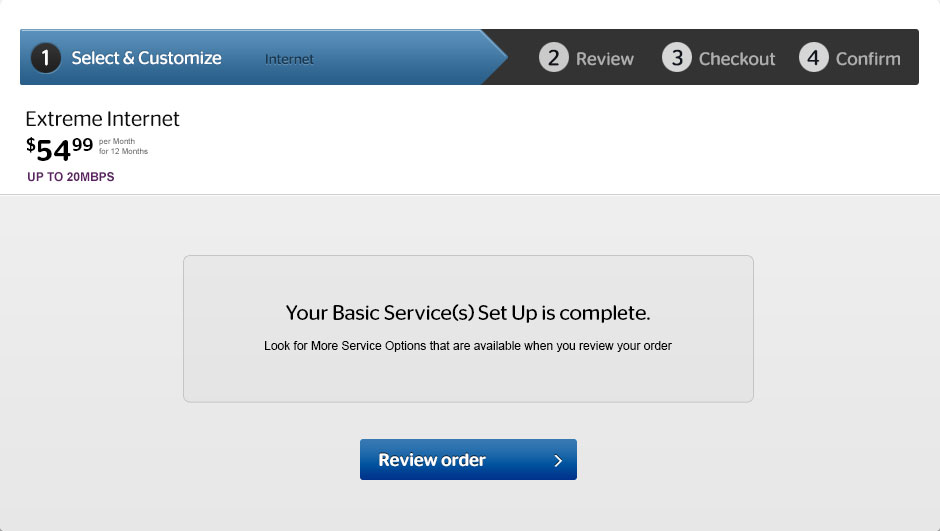 1 Select & Customize Internet 2 Review 3 Checkout 4 Confirm
Extreme Internet
$54.99 per Month
for 12 Months
UP TO 20MBPS
Your Basic Service(s) Set Up is complete.
Look for More Service Options that are available when you review your order
Review order